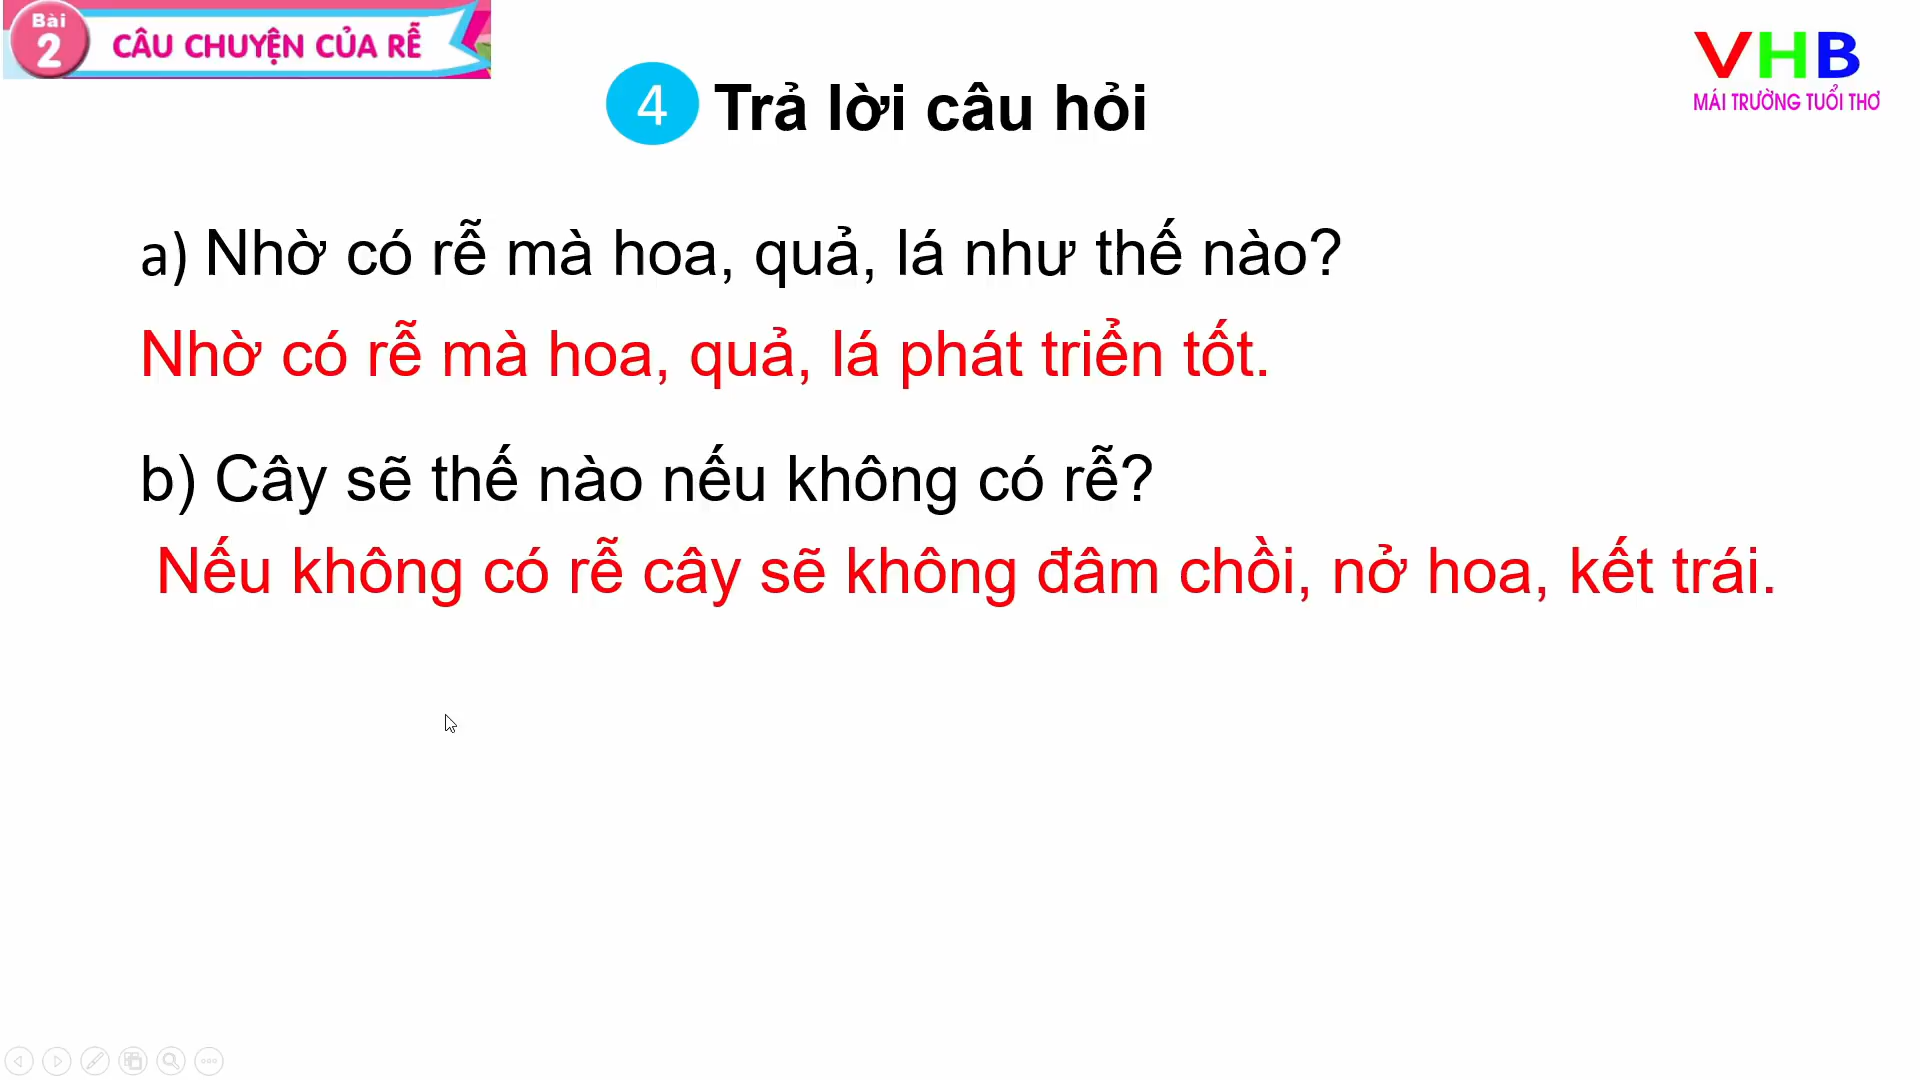 Bài
2
CÂU CHUYỆN CỦA RỄ
VHB
MÁI TRƯỜNG TUỔI THƠ
4 Trả lời câu hỏi
a) Nhờ có rễ mà hoa, quả, lá như thế nào?
Nhờ có rễ mà hoa, quả, lá phát triển tốt.
b) Cây sẽ thế nào nếu không có rễ?
Nếu không có rễ cây sẽ không đâm chồi, nở hoa, kết trái.